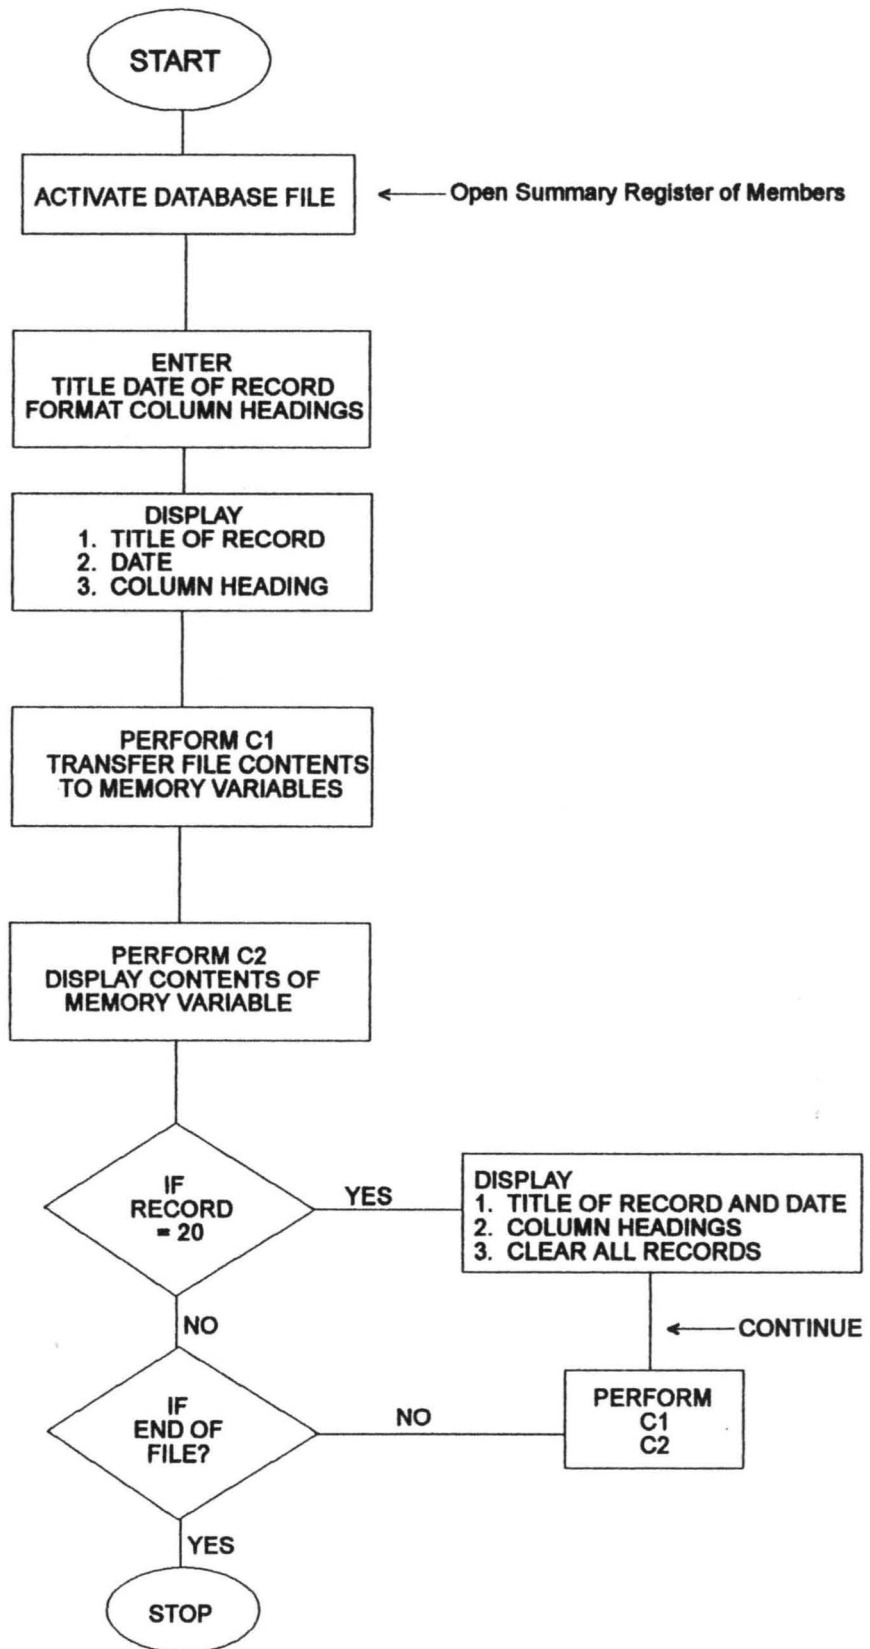 START
ACTIVATE DATABASE FILE
Open Summary Register of Members
ENTER
TITLE DATE OF RECORD
FORMAT COLUMN HEADINGS
DISPLAY
1. TITLE OF RECORD
2. DATE
3. COLUMN HEADING
PERFORM C1
TRANSFER FILE CONTENTS
TO MEMORY VARIABLES
PERFORM C2
DISPLAY CONTENTS OF
MEMORY VARIABLE
IF
RECORD
= 20
YES
DISPLAY
1. TITLE OF RECORD AND DATE
2. COLUMN HEADINGS
3. CLEAR ALL RECORDS
NO
CONTINUE
IF
END OF
FILE?
NO
PERFORM
C1
C2
YES
STOP